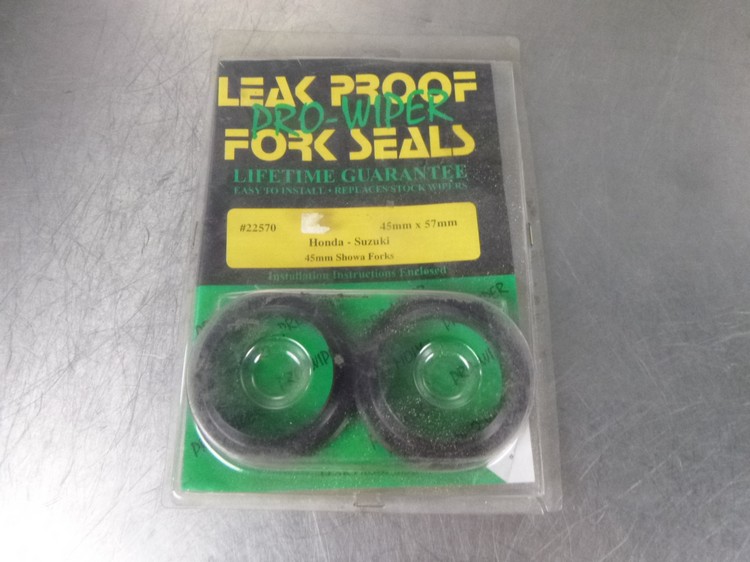 LEAK PROOF
PRO-WIPER
FORK SEALS
LIFETIME GUARANTEE
EASY TO INSTALL • REPLACES STOCK WIPERS
#22570 45mm x 57mm
Honda - Suzuki
45mm Showa Forks
Installation Instructions Enclosed